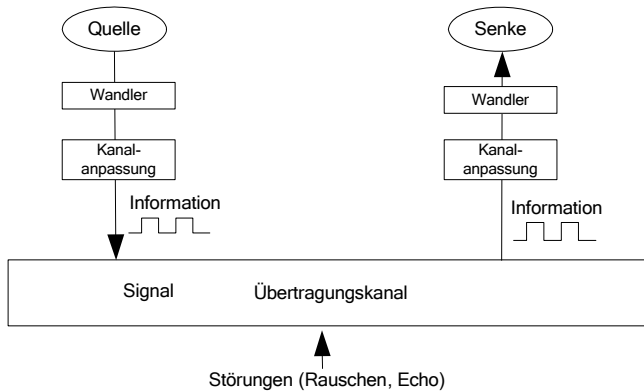 Quelle
Senke
Wandler
Wandler
Kanal-
anpassung
Kanal-
anpassung
Information
Information
Signal
Übertragungskanal
Störungen (Rauschen, Echo)